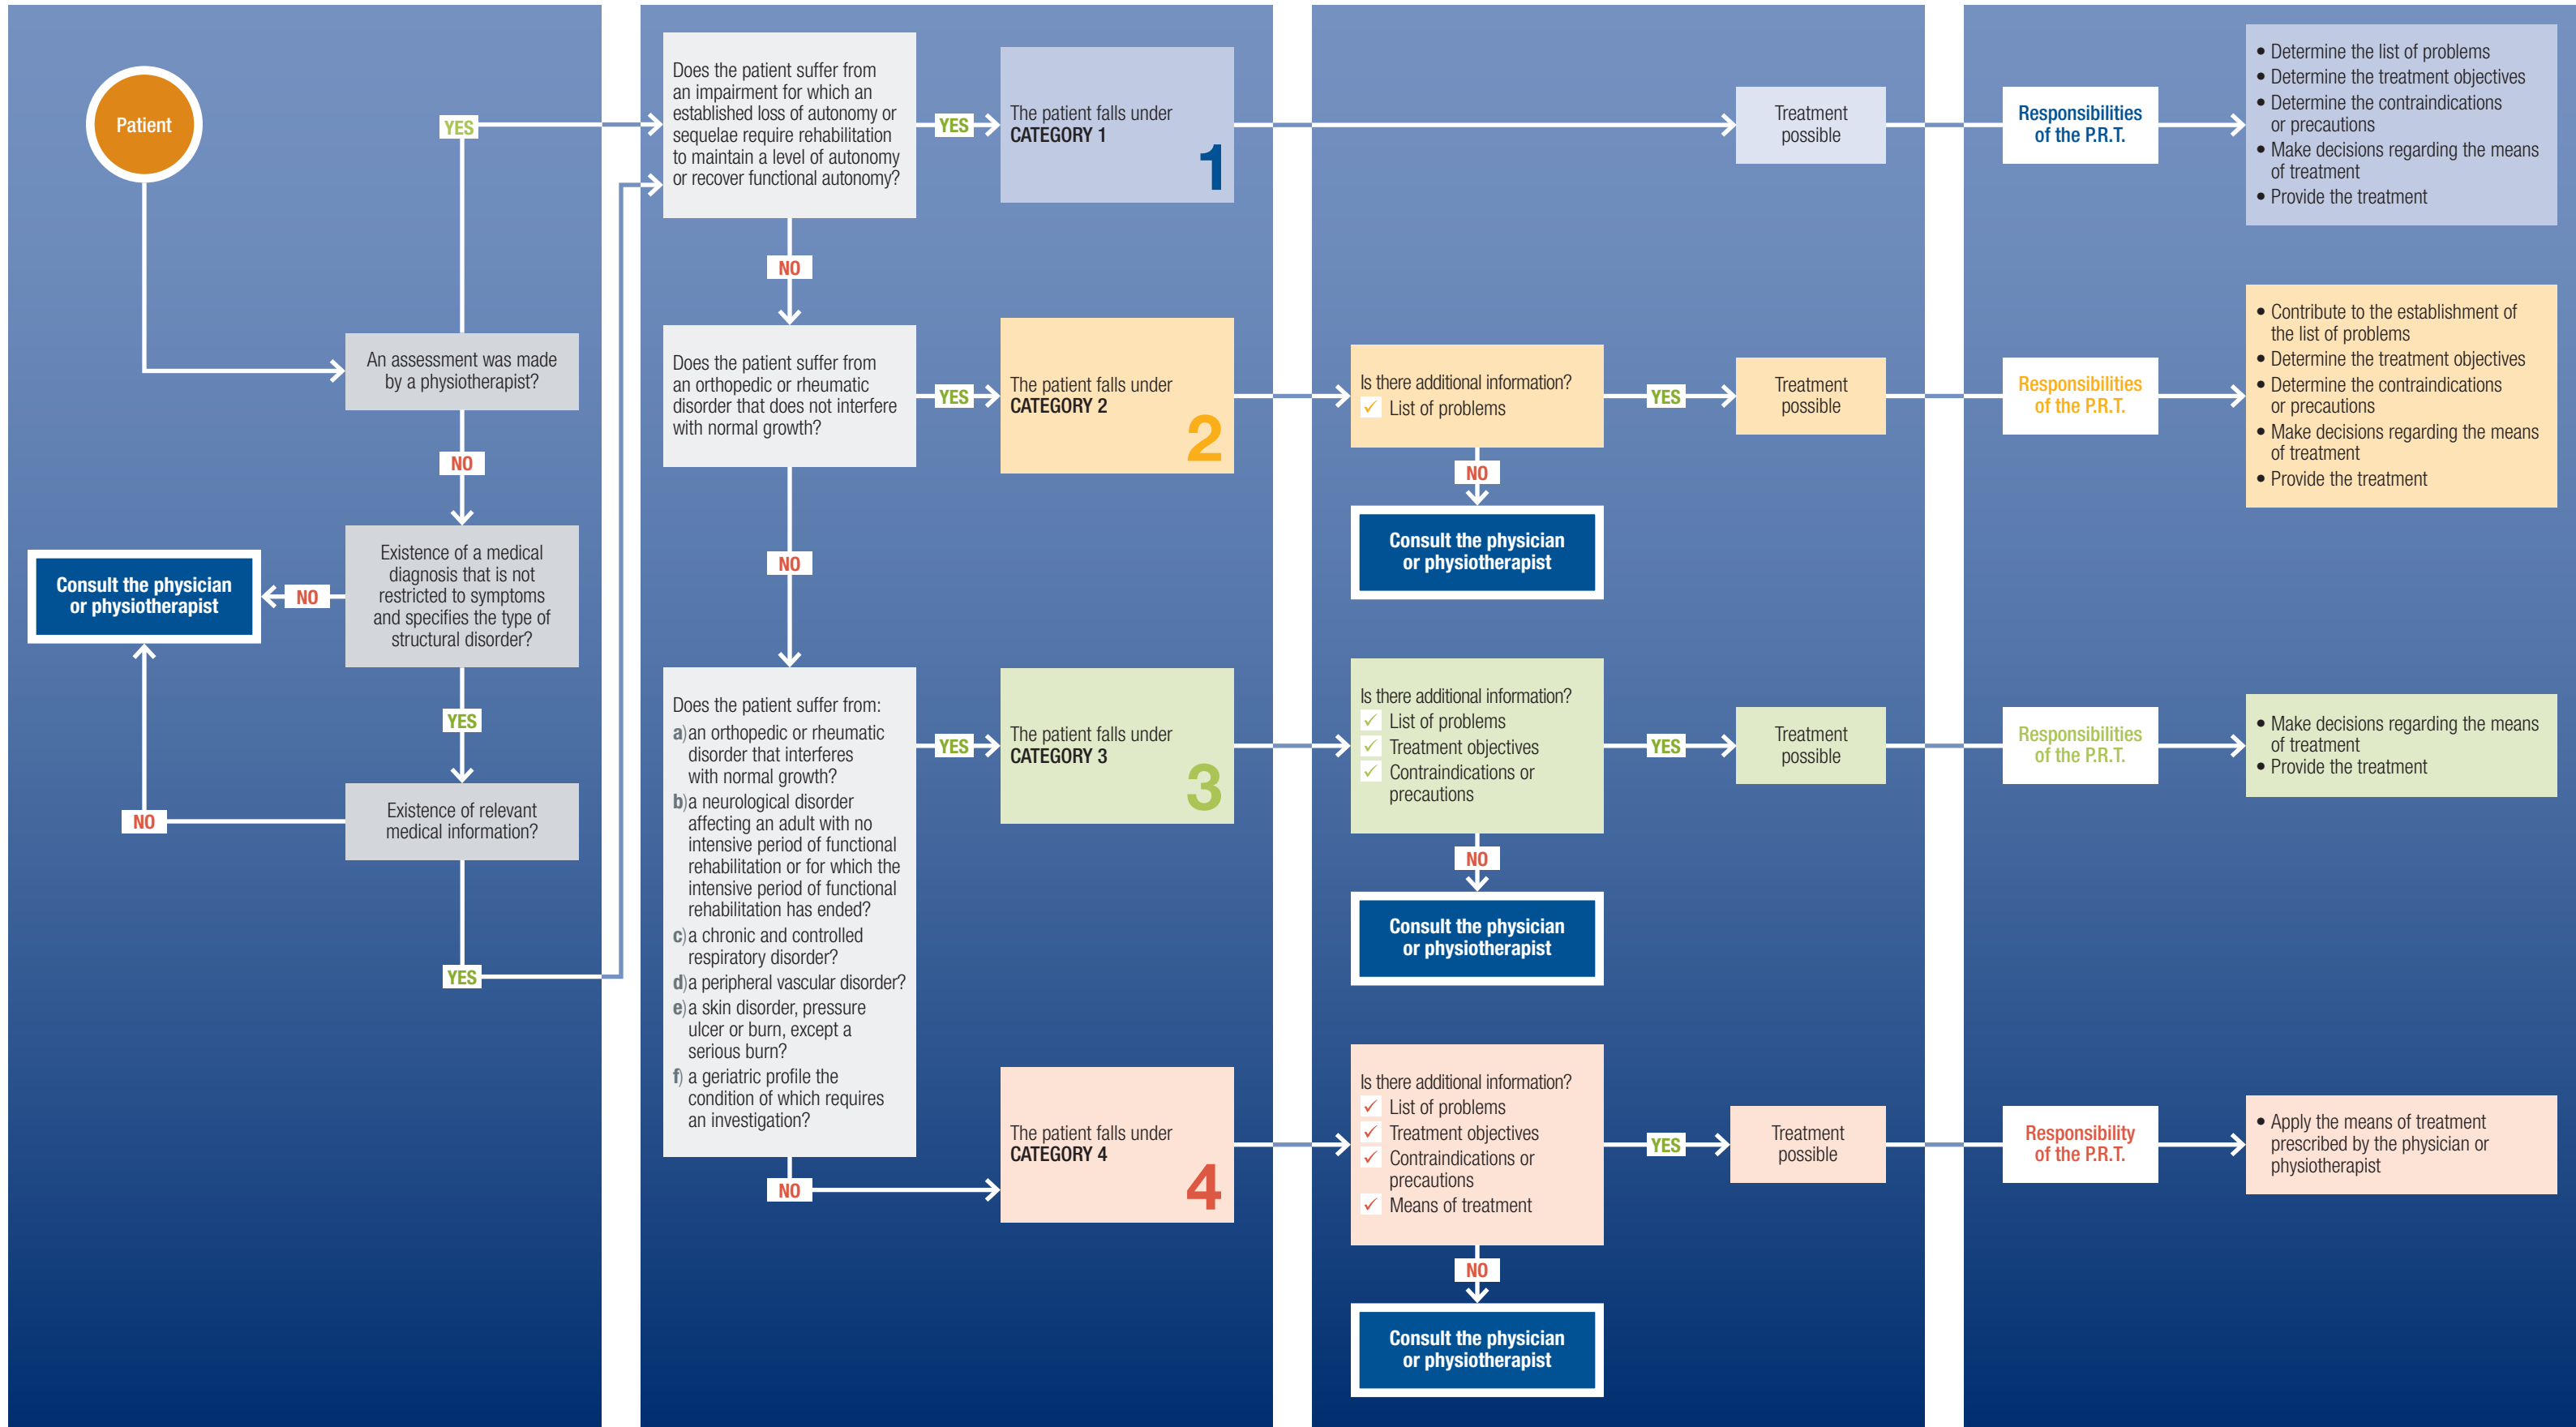 Patient
YES
An assessment was made
by a physiotherapist?
NO
Existence of a medical
diagnosis that is not
restricted to symptoms
and specifies the type of
structural disorder?
NO
Consult the physician
or physiotherapist
YES
Existence of relevant
medical information?
NO
YES
Does the patient suffer from
an impairment for which an
established loss of autonomy or
sequelae require rehabilitation
to maintain a level of autonomy
or recover functional autonomy?
YES
The patient falls under
CATEGORY 1
1
Treatment
possible
Responsibilities
of the P.R.T.
• Determine the list of problems
• Determine the treatment objectives
• Determine the contraindications
or precautions
• Make decisions regarding the means
of treatment
• Provide the treatment
NO
Does the patient suffer from
an orthopedic or rheumatic
disorder that does not interfere
with normal growth?
YES
The patient falls under
CATEGORY 2
2
Is there additional information?
✓ List of problems
YES
Treatment
possible
Responsibilities
of the P.R.T.
• Contribute to the establishment of
the list of problems
• Determine the treatment objectives
• Determine the contraindications
or precautions
• Make decisions regarding the means
of treatment
• Provide the treatment
NO
Consult the physician
or physiotherapist
NO
Does the patient suffer from:
a) an orthopedic or rheumatic
disorder that interferes
with normal growth?
b) a neurological disorder
affecting an adult with no
intensive period of functional
rehabilitation or for which the
intensive period of functional
rehabilitation has ended?
c) a chronic and controlled
respiratory disorder?
d) a peripheral vascular disorder?
e) a skin disorder, pressure
ulcer or burn, except a
serious burn?
f) a geriatric profile the
condition of which requires
an investigation?
YES
The patient falls under
CATEGORY 3
3
Is there additional information?
✓ List of problems
✓ Treatment objectives
✓ Contraindications or
precautions
YES
Treatment
possible
Responsibilities
of the P.R.T.
• Make decisions regarding the means
of treatment
• Provide the treatment
NO
Consult the physician
or physiotherapist
NO
The patient falls under
CATEGORY 4
4
Is there additional information?
✓ List of problems
✓ Treatment objectives
✓ Contraindications or
precautions
✓ Means of treatment
YES
Treatment
possible
Responsibility
of the P.R.T.
• Apply the means of treatment
prescribed by the physician or
physiotherapist
NO
Consult the physician
or physiotherapist